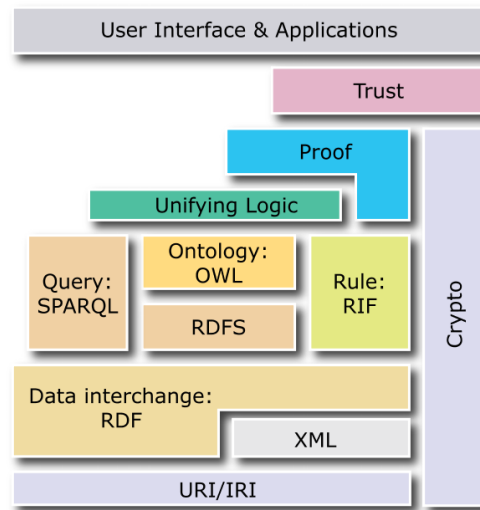 User Interface & Applications
Trust
Proof
Unifying Logic
Query:
SPARQL
Ontology:
OWL
RDFS
Rule:
RIF
Crypto
Data interchange:
RDF
XML
URI/IRI